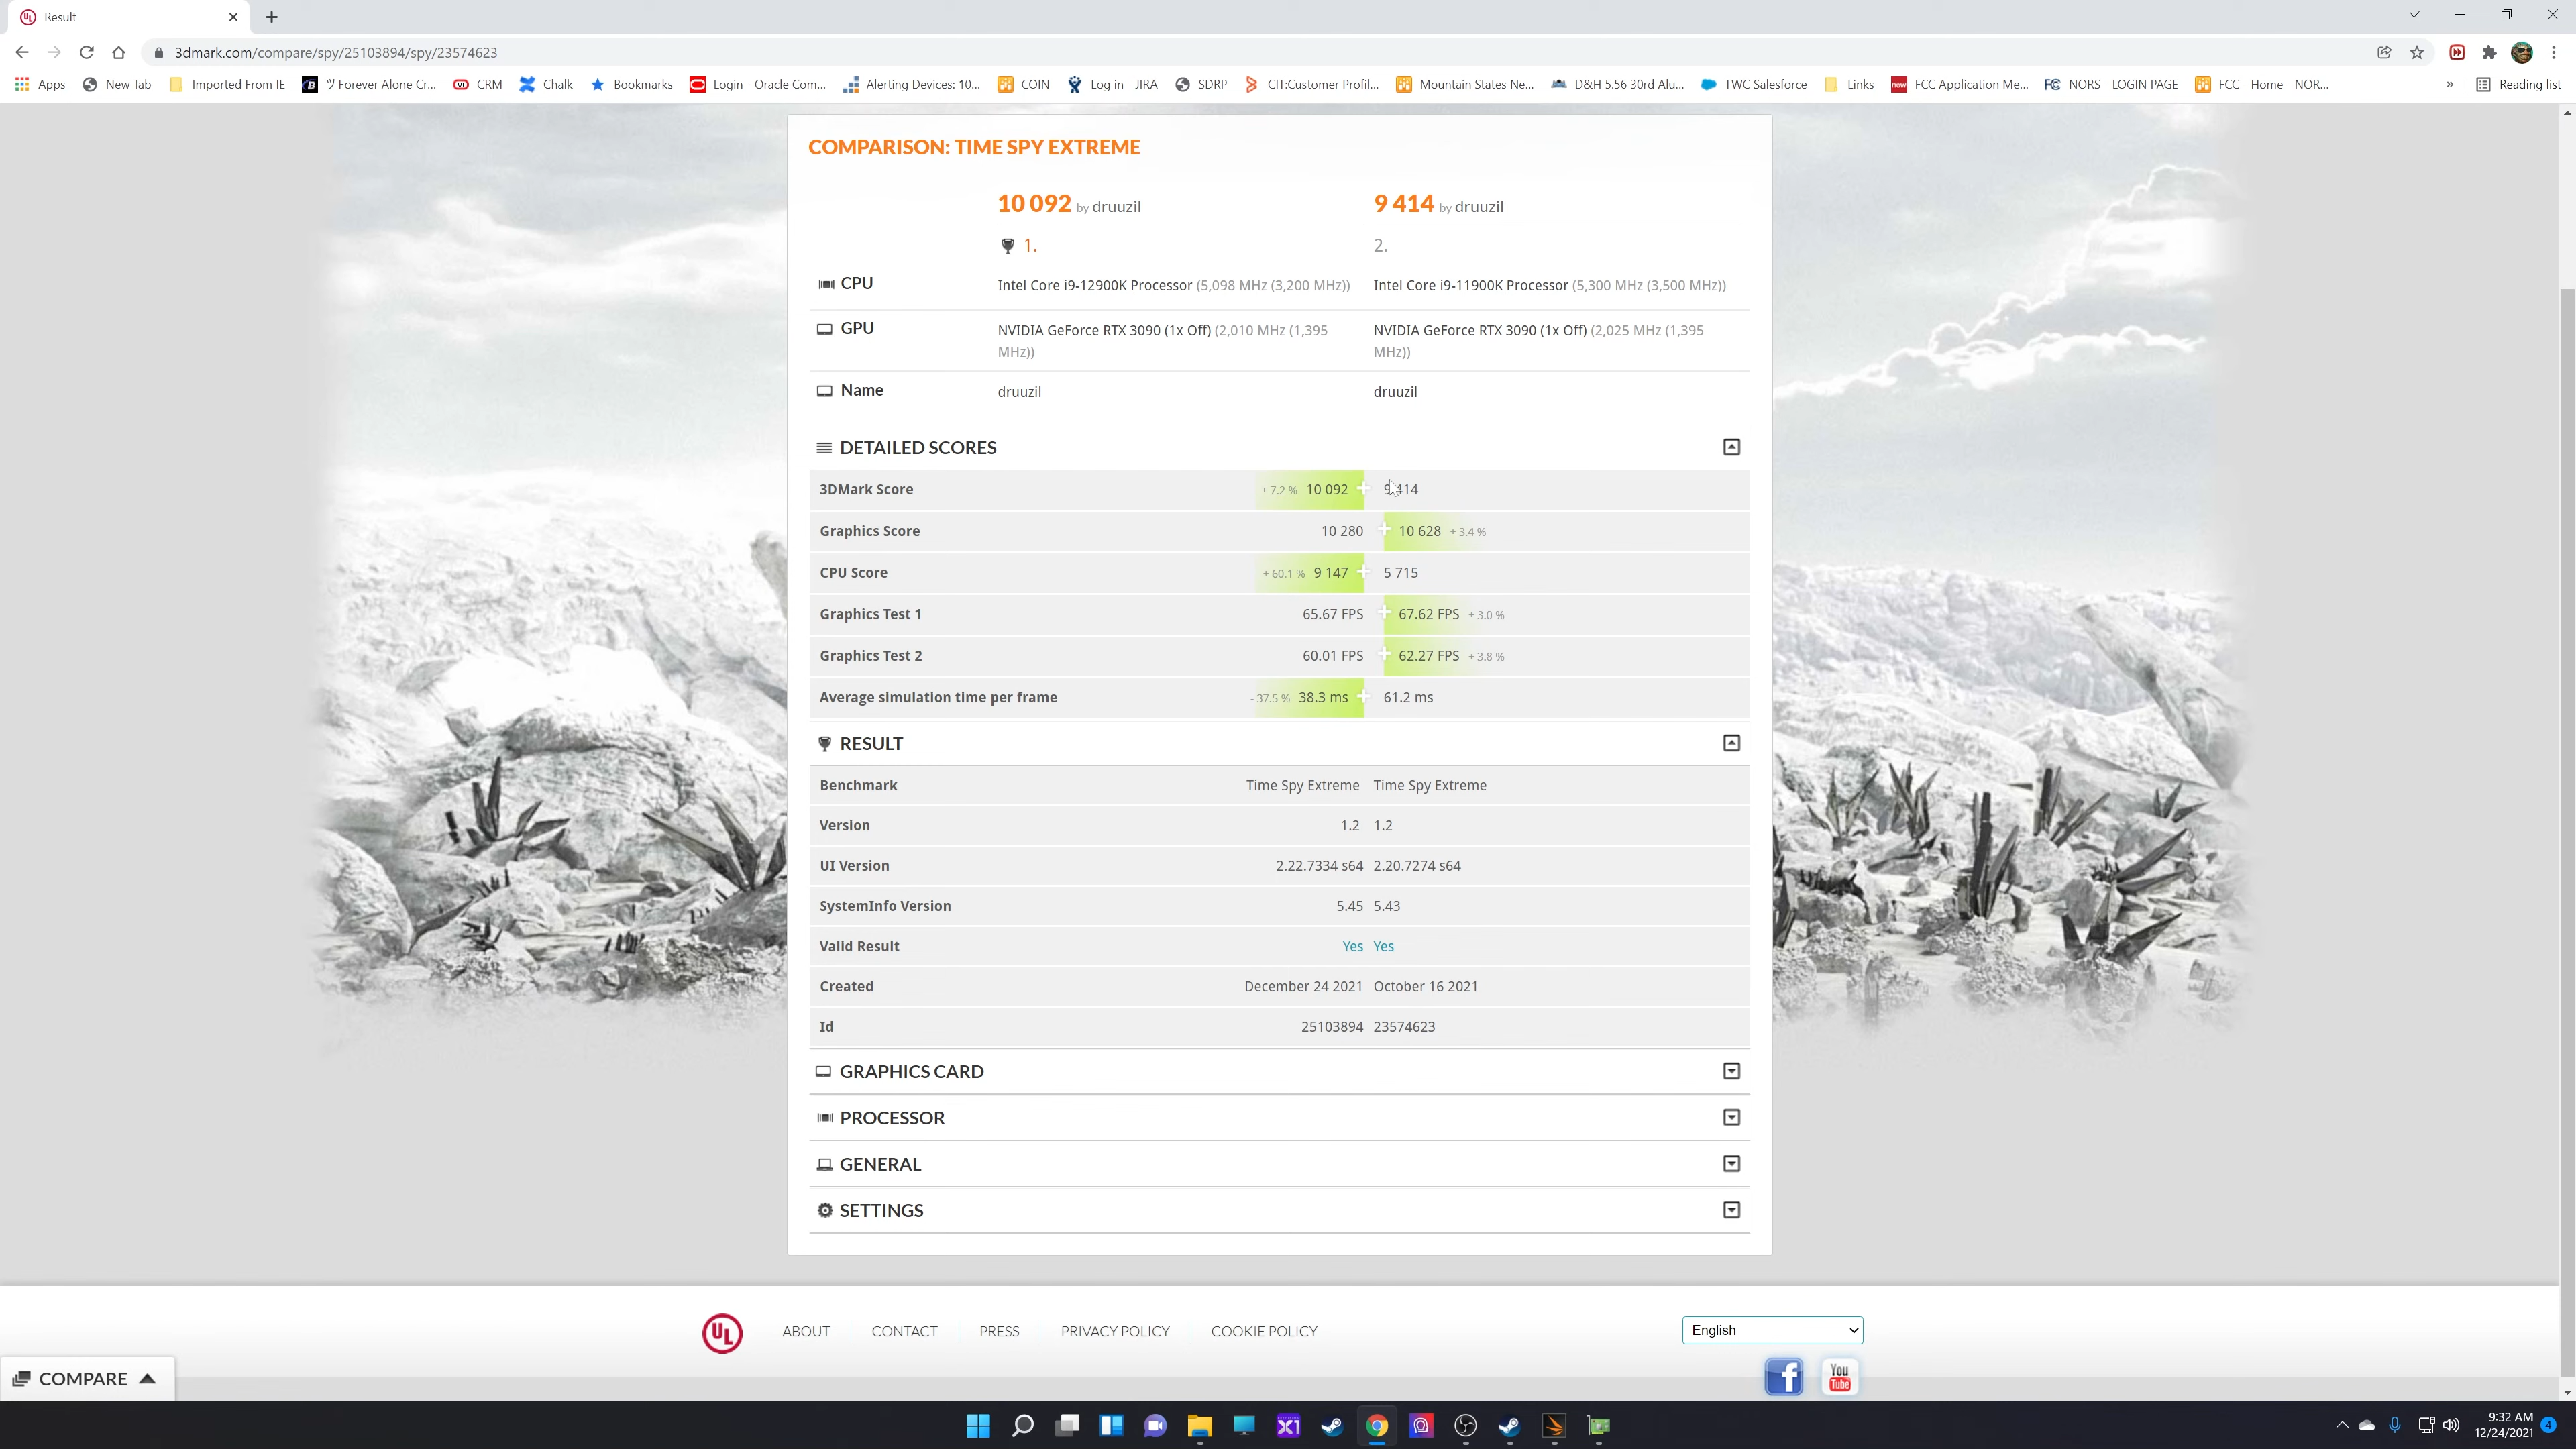 Result
3dmark.com/compare/spy/25103894/spy/23574623
Apps New Tab Imported From IE ツ Forever Alone Cr... CRM Chalk Bookmarks Login - Oracle Com... Alerting Devices: 10... COIN Log in - JIRA SDRP CIT:Customer Profil... Mountain States Ne... D&H 5.56 30rd Alu... TWC Salesforce Links FCC Application Me... NORS - LOGIN PAGE FCC - Home - NOR... » Reading list
COMPARISON: TIME SPY EXTREME
10 092 by druuzil 9 414 by druuzil
1. 2.
CPU Intel Core i9-12900K Processor (5,098 MHz (3,200 MHz)) Intel Core i9-11900K Processor (5,300 MHz (3,500 MHz))
GPU NVIDIA GeForce RTX 3090 (1x Off) (2,010 MHz (1,395 NVIDIA GeForce RTX 3090 (1x Off) (2,025 MHz (1,395
MHz)) MHz))
Name druuzil druuzil
DETAILED SCORES
3DMark Score + 7.2 % 10 092 9 414
Graphics Score 10 280 10 628 + 3.4 %
CPU Score + 60.1 % 9 147 5 715
Graphics Test 1 65.67 FPS 67.62 FPS + 3.0 %
Graphics Test 2 60.01 FPS 62.27 FPS + 3.8 %
Average simulation time per frame - 37.5 % 38.3 ms 61.2 ms
RESULT
Benchmark Time Spy Extreme Time Spy Extreme
Version 1.2 1.2
UI Version 2.22.7334 s64 2.20.7274 s64
SystemInfo Version 5.45 5.43
Valid Result Yes Yes
Created December 24 2021 October 16 2021
Id 25103894 23574623
GRAPHICS CARD
PROCESSOR
GENERAL
SETTINGS
UL ABOUT CONTACT PRESS PRIVACY POLICY COOKIE POLICY English
COMPARE
You Tube
9:32 AM
12/24/2021 4